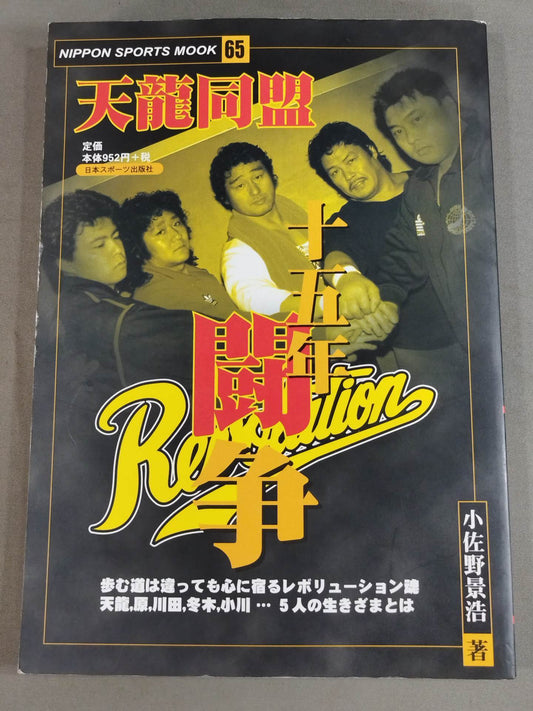 NIPPON SPORTS MOOK 65
天龍同盟
定価
本体952円+税
日本スポーツ出版社
十五年
闘争
Revolution
歩む道は違っても心に宿るレボリューション魂
天龍,原,川田,冬木,小川… 5人の生きざまとは
小佐野景浩 著